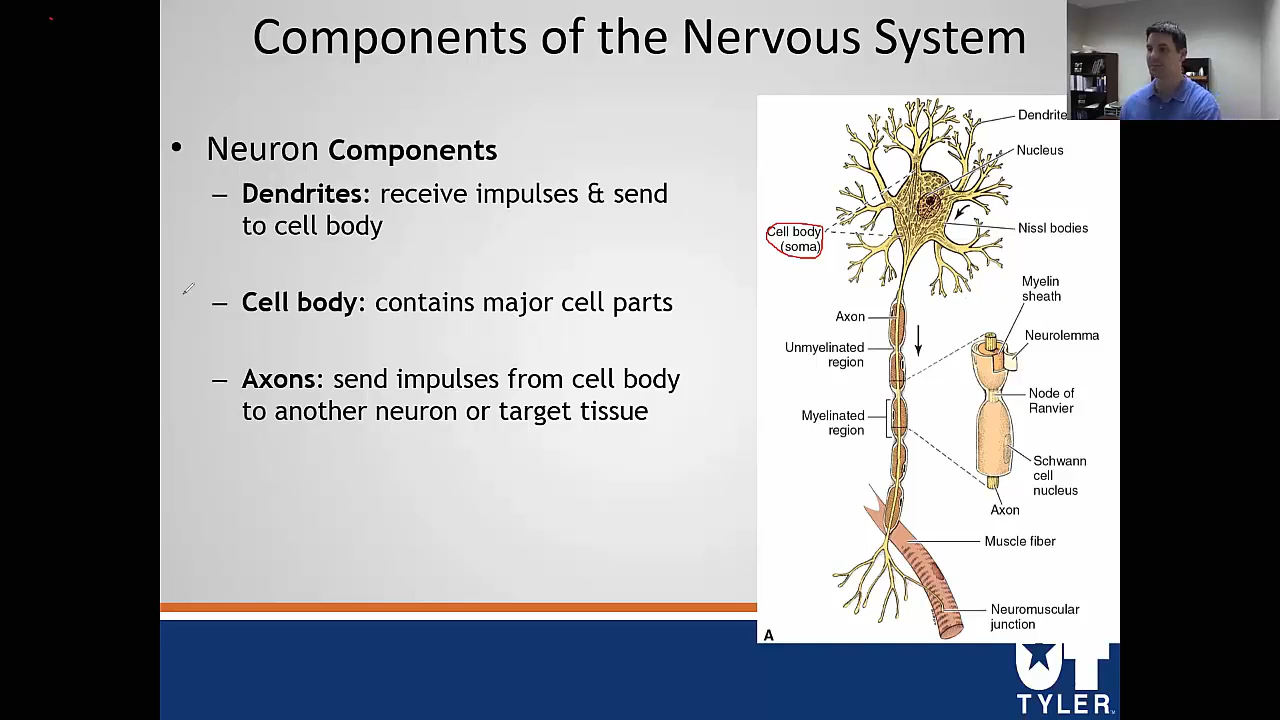 Components of the Nervous System
• Neuron Components
– Dendrites: receive impulses & send
to cell body
– Cell body: contains major cell parts
– Axons: send impulses from cell body
to another neuron or target tissue
Dendrite
Nucleus
Cell body
(soma)
Nissl bodies
Myelin
sheath
Axon
Neurolemma
Unmyelinated
region
Node of
Ranvier
Myelinated
region
Schwann
cell
nucleus
Axon
Muscle fiber
Neuromuscular
junction
A
UT
TYLER